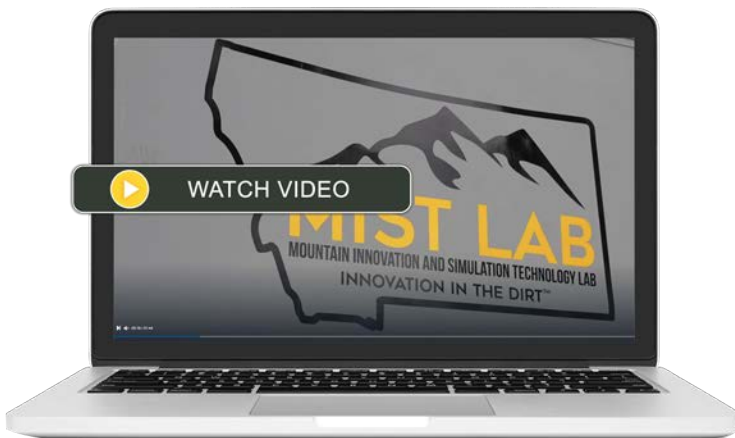 WATCH VIDEO
MIST LAB
MOUNTAIN INNOVATION AND SIMULATION TECHNOLOGY LAB
INNOVATION IN THE DIRT™